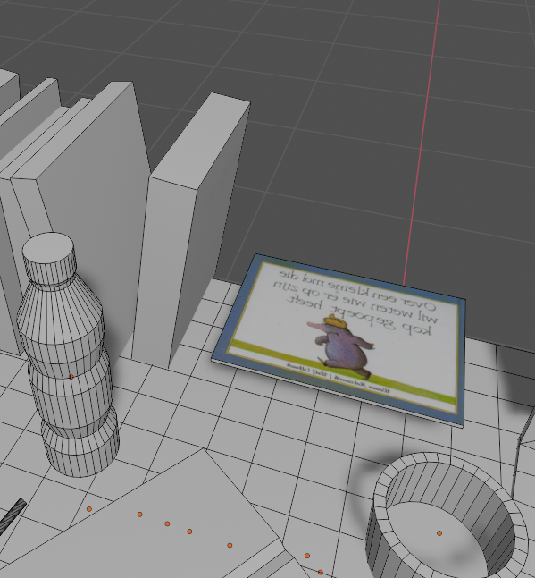 Over een kleine mol die
wil weten wie er op zijn
kop gepoept heeft